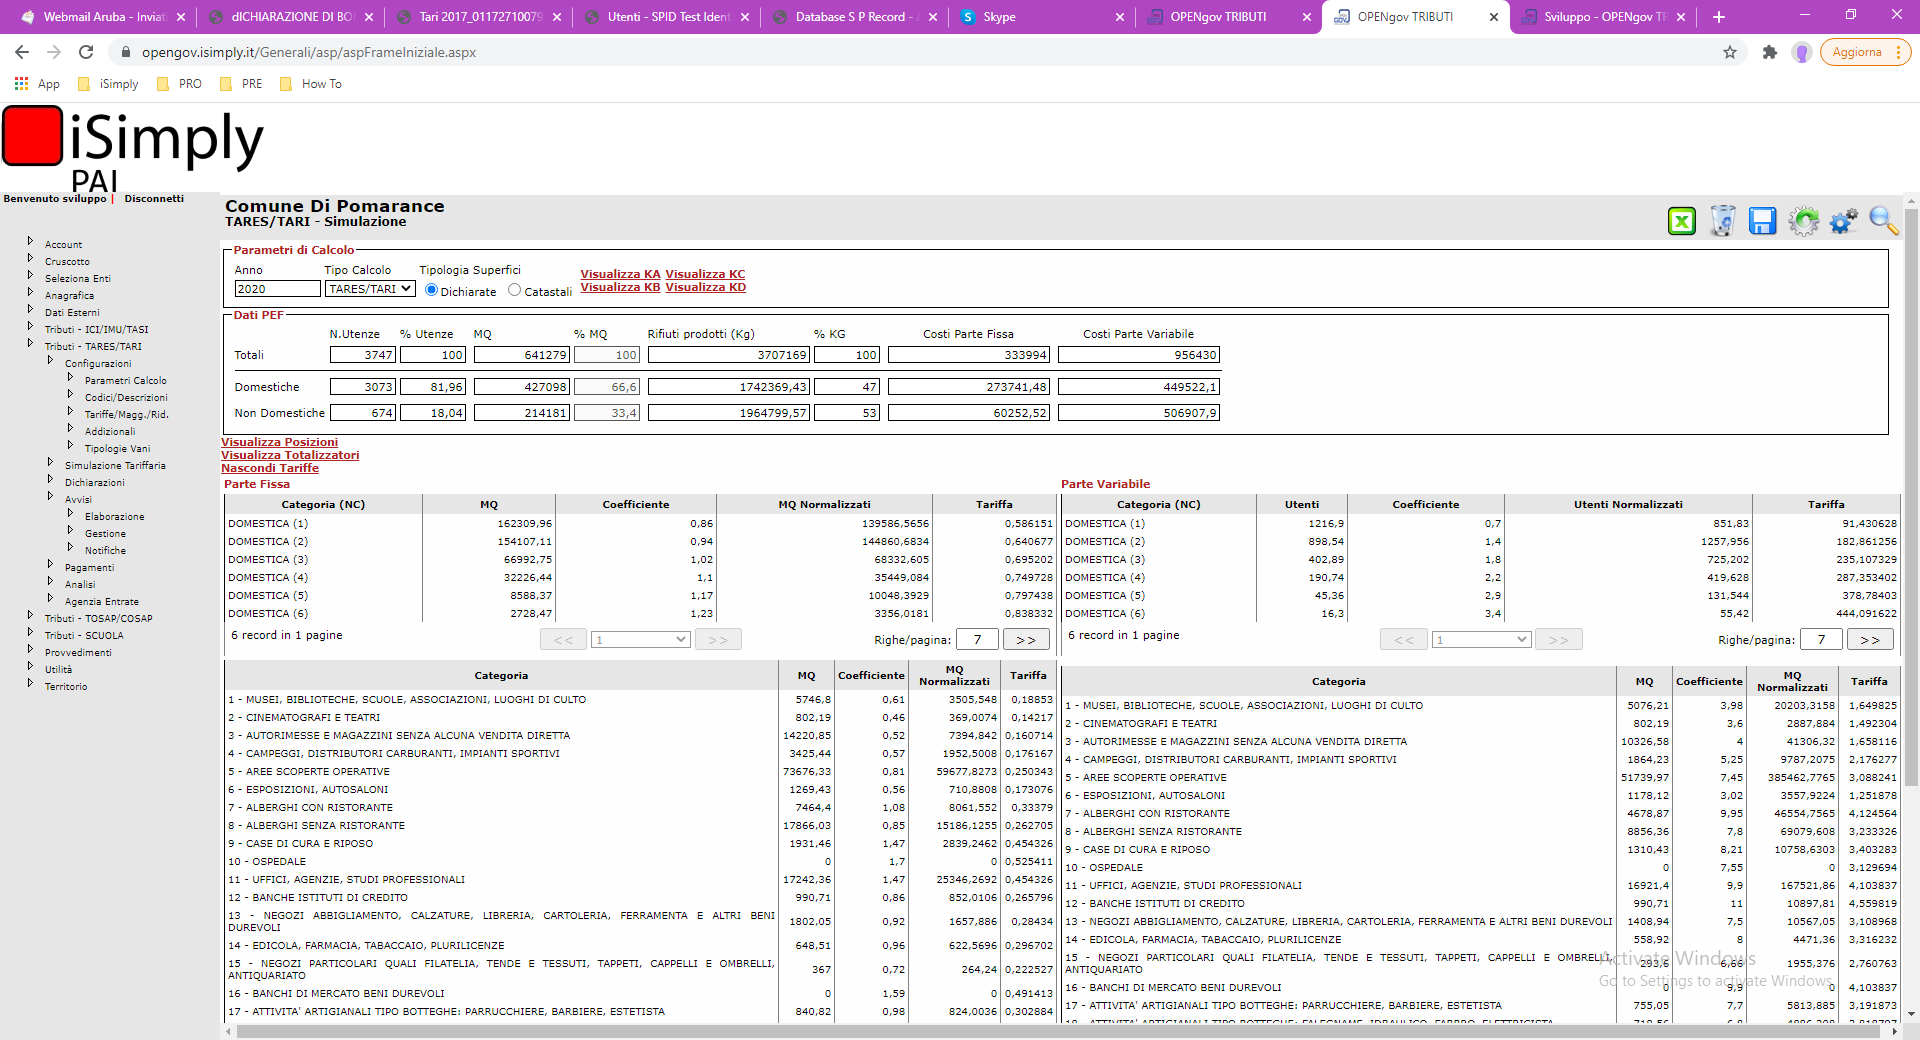 Webmail Aruba - Inviat
dICHIARAZIONE DI BO
Tari 2017_01172710079
Utenti - SPID Test Ident
Database S P Record -
Skype
OPENgov TRIBUTI
OPENgov TRIBUTI
Sviluppo - OPENgov TR
opengov.isimply.it/Generali/asp/aspFrameIniziale.aspx
Aggiorna
App iSimply PRO PRE How To
iSimply
PAI
Benvenuto sviluppo | Disconnetti
Account
Cruscotto
Seleziona Enti
Anagrafica
Dati Esterni
Tributi - ICI/IMU/TASI
Tributi - TARES/TARI
Configurazioni
Parametri Calcolo
Codici/Descrizioni
Tariffe/Magg./Rid.
Addizionali
Tipologie Vani
Simulazione Tariffaria
Dichiarazioni
Avvisi
Elaborazione
Gestione
Notifiche
Pagamenti
Analisi
Agenzia Entrate
Tributi - TOSAP/COSAP
Tributi - SCUOLA
Provvedimenti
Utilità
Territorio
Comune Di Pomarance
TARES/TARI - Simulazione
Parametri di Calcolo
Anno Tipo Calcolo Tipologia Superfici
2020 TARES/TARI Dichiarate Catastali
Visualizza KA Visualizza KC
Visualizza KB Visualizza KD
Dati PEF
N.Utenze % Utenze MQ % MQ Rifiuti prodotti (Kg) % KG Costi Parte Fissa Costi Parte Variabile
Totali 3747 100 641279 100 3707169 100 333994 956430
Domestiche 3073 81,96 427098 66,6 1742369,43 47 273741,48 449522,1
Non Domestiche 674 18,04 214181 33,4 1964799,57 53 60252,52 506907,9
Visualizza Posizioni
Visualizza Totalizzatori
Nascondi Tariffe
Parte Fissa
Categoria (NC) MQ Coefficiente MQ Normalizzati Tariffa
DOMESTICA (1) 162309,96 0,86 139586,5656 0,586151
DOMESTICA (2) 154107,11 0,94 144860,6834 0,640677
DOMESTICA (3) 66992,75 1,02 68332,605 0,695202
DOMESTICA (4) 32226,44 1,1 35449,084 0,749728
DOMESTICA (5) 8588,37 1,17 10048,3929 0,797438
DOMESTICA (6) 2728,47 1,23 3356,0181 0,838332
6 record in 1 pagine << 1 >> Righe/pagina: 7 >>
Categoria MQ Coefficiente MQ Normalizzati Tariffa
1 - MUSEI, BIBLIOTECHE, SCUOLE, ASSOCIAZIONI, LUOGHI DI CULTO 5746,8 0,61 3505,548 0,18853
2 - CINEMATOGRAFI E TEATRI 802,19 0,46 369,0074 0,14217
3 - AUTORIMESSE E MAGAZZINI SENZA ALCUNA VENDITA DIRETTA 14220,85 0,52 7394,842 0,160714
4 - CAMPEGGI, DISTRIBUTORI CARBURANTI, IMPIANTI SPORTIVI 3425,44 0,57 1952,5008 0,176167
5 - AREE SCOPERTE OPERATIVE 73676,33 0,81 59677,8273 0,250343
6 - ESPOSIZIONI, AUTOSALONI 1269,43 0,56 710,8808 0,173076
7 - ALBERGHI CON RISTORANTE 7464,4 1,08 8061,552 0,33379
8 - ALBERGHI SENZA RISTORANTE 17866,03 0,85 15186,1255 0,262705
9 - CASE DI CURA E RIPOSO 1931,46 1,47 2839,2462 0,454326
10 - OSPEDALE 0 1,7 0 0,525411
11 - UFFICI, AGENZIE, STUDI PROFESSIONALI 17242,36 1,47 25346,2692 0,454326
12 - BANCHE ISTITUTI DI CREDITO 990,71 0,86 852,0106 0,265796
13 - NEGOZI ABBIGLIAMENTO, CALZATURE, LIBRERIA, CARTOLERIA, FERRAMENTA E ALTRI BENI DUREVOLI 1802,05 0,92 1657,886 0,28434
14 - EDICOLA, FARMACIA, TABACCAIO, PLURILICENZE 648,51 0,96 622,5696 0,296702
15 - NEGOZI PARTICOLARI QUALI FILATELIA, TENDE E TESSUTI, TAPPETI, CAPPELLI E OMBRELLI, ANTIQUARIATO 367 0,72 264,24 0,222527
16 - BANCHI DI MERCATO BENI DUREVOLI 0 1,59 0 0,491413
17 - ATTIVITA' ARTIGIANALI TIPO BOTTEGHE: PARRUCCHIERE, BARBIERE, ESTETISTA 840,82 0,98 824,0036 0,302884
Parte Variabile
Categoria (NC) Utenti Coefficiente Utenti Normalizzati Tariffa
DOMESTICA (1) 1216,9 0,7 851,83 91,430628
DOMESTICA (2) 898,54 1,4 1257,956 182,861256
DOMESTICA (3) 402,89 1,8 725,202 235,107329
DOMESTICA (4) 190,74 2,2 419,628 287,353402
DOMESTICA (5) 45,36 2,9 131,544 378,78403
DOMESTICA (6) 16,3 3,4 55,42 444,091622
6 record in 1 pagine << 1 >> Righe/pagina: 7 >>
Categoria MQ Coefficiente MQ Normalizzati Tariffa
1 - MUSEI, BIBLIOTECHE, SCUOLE, ASSOCIAZIONI, LUOGHI DI CULTO 5076,21 3,98 20203,3158 1,649825
2 - CINEMATOGRAFI E TEATRI 802,19 3,6 2887,884 1,492304
3 - AUTORIMESSE E MAGAZZINI SENZA ALCUNA VENDITA DIRETTA 10326,58 4 41306,32 1,658116
4 - CAMPEGGI, DISTRIBUTORI CARBURANTI, IMPIANTI SPORTIVI 1864,23 5,25 9787,2075 2,176277
5 - AREE SCOPERTE OPERATIVE 51739,97 7,45 385462,7765 3,088241
6 - ESPOSIZIONI, AUTOSALONI 1178,12 3,02 3557,9224 1,251878
7 - ALBERGHI CON RISTORANTE 4678,87 9,95 46554,7565 4,124564
8 - ALBERGHI SENZA RISTORANTE 8856,36 7,8 69079,608 3,233326
9 - CASE DI CURA E RIPOSO 1310,43 8,21 10758,6303 3,403283
10 - OSPEDALE 0 7,55 0 3,129694
11 - UFFICI, AGENZIE, STUDI PROFESSIONALI 16921,4 9,9 167521,86 4,103837
12 - BANCHE ISTITUTI DI CREDITO 990,71 11 10897,81 4,559819
13 - NEGOZI ABBIGLIAMENTO, CALZATURE, LIBRERIA, CARTOLERIA, FERRAMENTA E ALTRI BENI DUREVOLI 1408,94 7,5 10567,05 3,108968
14 - EDICOLA, FARMACIA, TABACCAIO, PLURILICENZE 558,92 8 4471,36 3,316232
15 - NEGOZI PARTICOLARI QUALI FILATELIA, TENDE E TESSUTI, TAPPETI, CAPPELLI E OMBRELLI, ANTIQUARIATO 293,6 6,66 1955,376 2,760763
16 - BANCHI DI MERCATO BENI DUREVOLI 0 9,9 0 4,103837
17 - ATTIVITA' ARTIGIANALI TIPO BOTTEGHE: PARRUCCHIERE, BARBIERE, ESTETISTA 755,05 7,7 5813,885 3,191873
Activate Windows
Go to Settings to activate Windows.